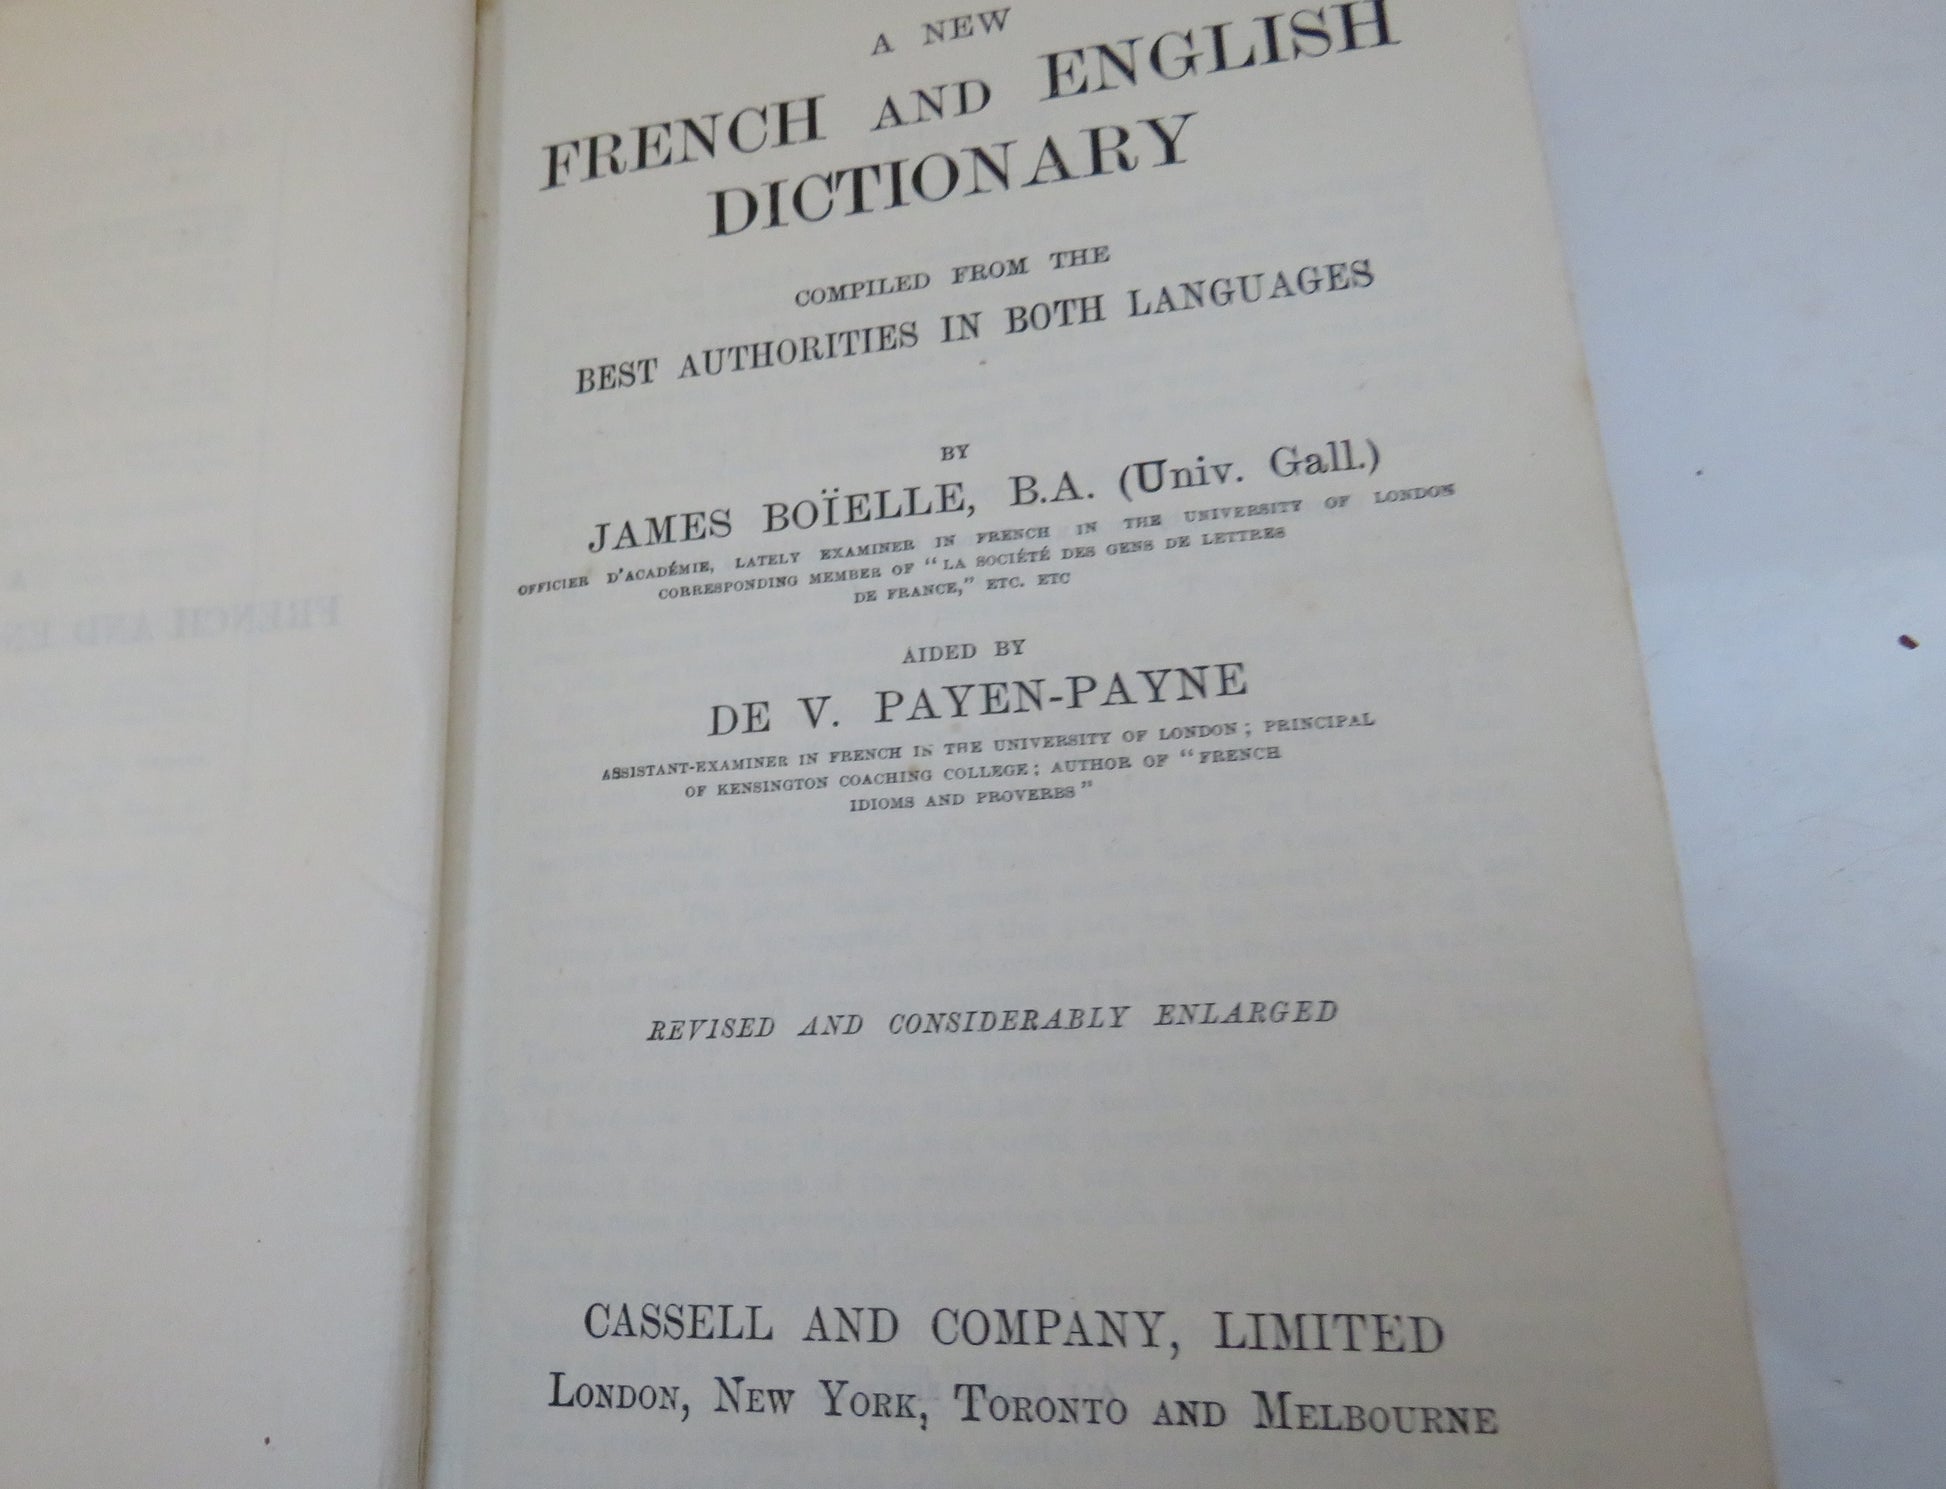 A NEW
FRENCH AND ENGLISH
DICTIONARY
COMPILED FROM THE
BEST AUTHORITIES IN BOTH LANGUAGES
BY
JAMES BOÏELLE, B.A. (Univ. Gall.)
OFFICIER D'ACADÉMIE, LATELY EXAMINER IN FRENCH IN THE UNIVERSITY OF LONDON
CORRESPONDING MEMBER OF "LA SOCIÉTÉ DES GENS DE LETTRES
DE FRANCE," ETC. ETC
AIDED BY
DE V. PAYEN-PAYNE
ASSISTANT-EXAMINER IN FRENCH IN THE UNIVERSITY OF LONDON; PRINCIPAL
OF KENSINGTON COACHING COLLEGE; AUTHOR OF "FRENCH
IDIOMS AND PROVERBS"
REVISED AND CONSIDERABLY ENLARGED
CASSELL AND COMPANY, LIMITED
LONDON, NEW YORK, TORONTO AND MELBOURNE